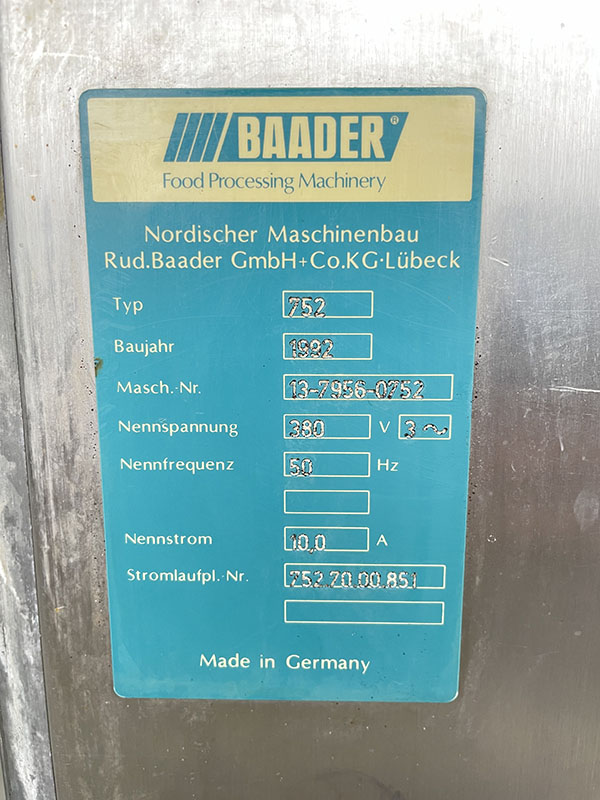 BAADER®
Food Processing Machinery
Nordischer Maschinenbau
Rud.Baader GmbH+Co.KG·Lübeck
Typ 752
Baujahr 1992
Masch.-Nr. 13-7956-0752
Nennspannung 380 V 3~
Nennfrequenz 50 Hz
Nennstrom 10,0 A
Stromlaufpl.-Nr. 752.70.00.851
Made in Germany